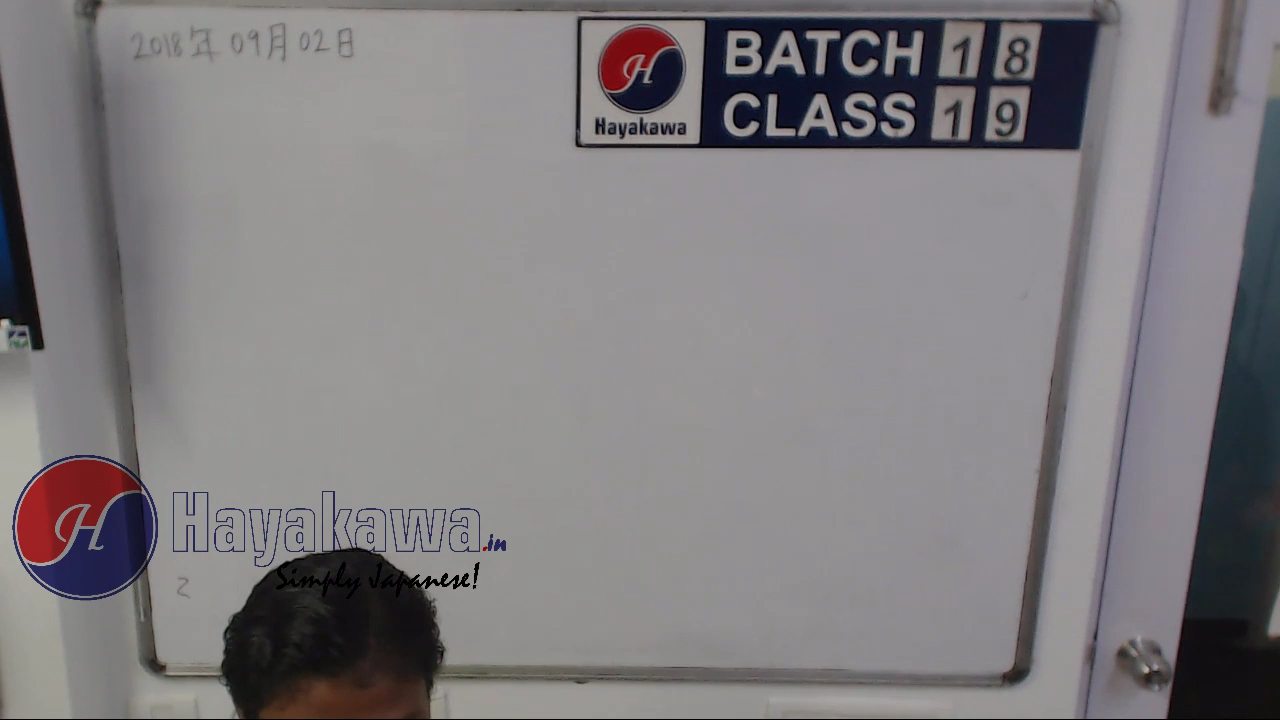 2018年 09月 02日
BATCH 18
CLASS 19
H
Hayakawa
H
Hayakawa.in
Simply Japanese!
2